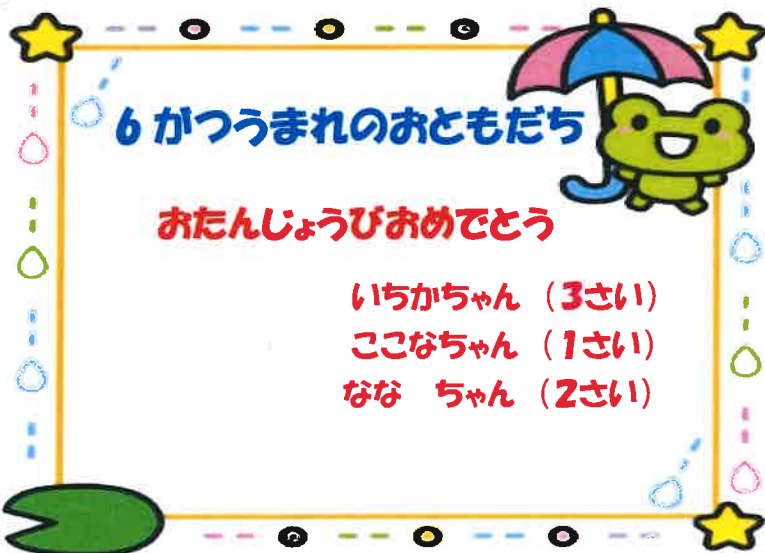 6がつうまれのおともだち
おたんじょうびおめでとう
いちかちゃん（3さい）
ここなちゃん（1さい）
なな　ちゃん（2さい）